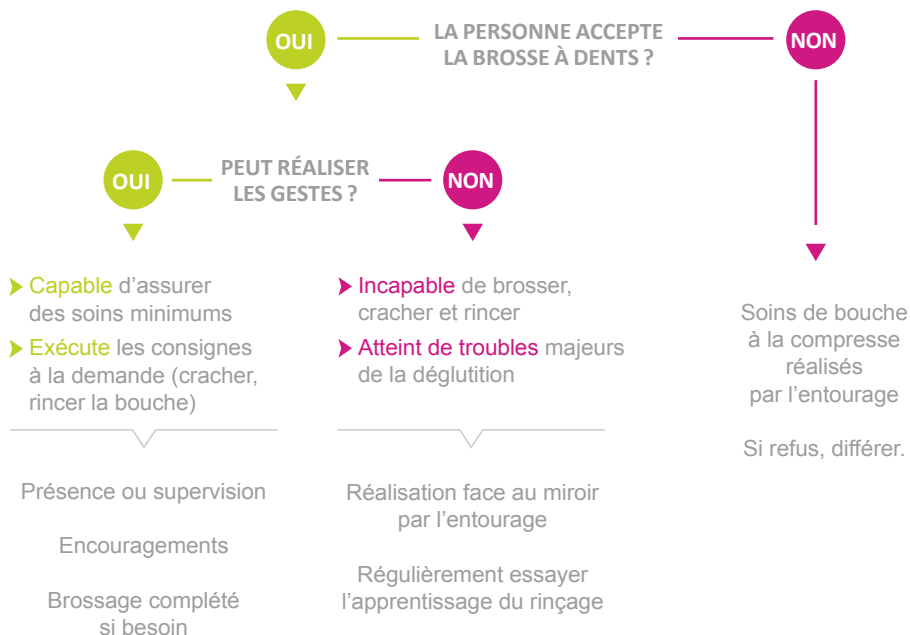 OUI
LA PERSONNE ACCEPTE
LA BROSSE À DENTS ?
NON
OUI
PEUT RÉALISER
LES GESTES ?
NON
Capable d’assurer
des soins minimums
Exécute les consignes
à la demande (cracher,
rincer la bouche)
Présence ou supervision
Encouragements
Brossage complété
si besoin
Incapable de brosser,
cracher et rincer
Atteint de troubles majeurs
de la déglutition
Réalisation face au miroir
par l’entourage
Régulièrement essayer
l’apprentissage du rinçage
Soins de bouche
à la compresse
réalisés
par l’entourage
Si refus, différer.